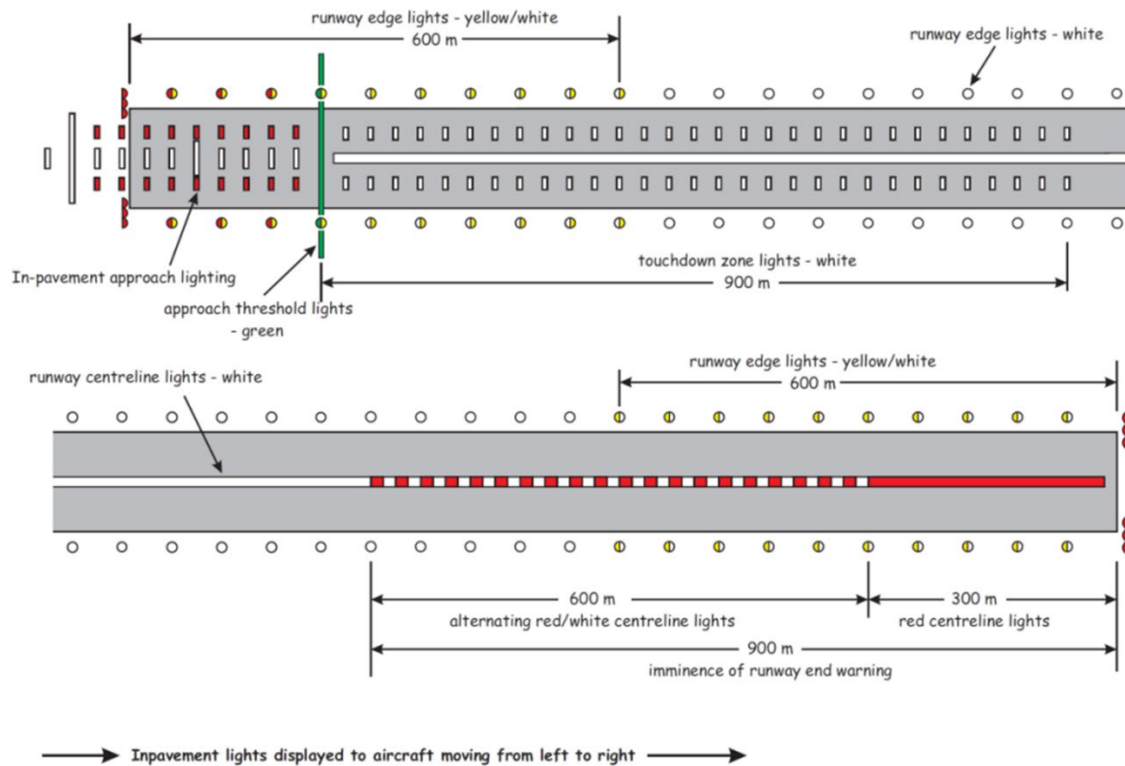 runway edge lights - yellow/white
600 m
runway edge lights - white
In-pavement approach lighting
approach threshold lights
- green
touchdown zone lights - white
900 m
runway centreline lights - white
runway edge lights - yellow/white
600 m
600 m
alternating red/white centreline lights
300 m
red centreline lights
900 m
imminence of runway end warning
Inpavement lights displayed to aircraft moving from left to right